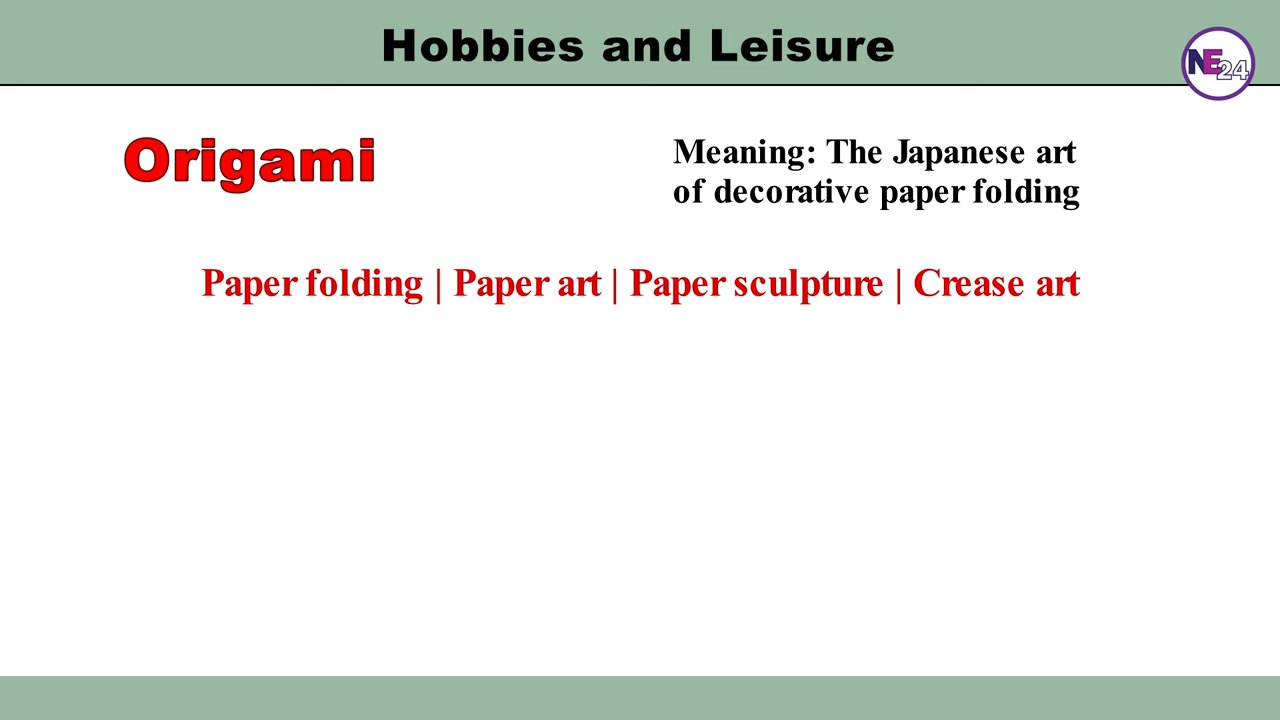 Hobbies and Leisure
NE24
Origami
Meaning: The Japanese art
of decorative paper folding
Paper folding | Paper art | Paper sculpture | Crease art